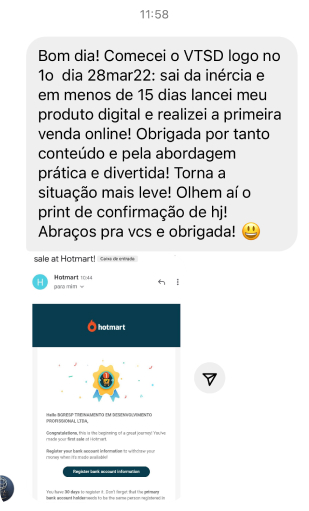 11:58
Bom dia! Comecei o VTSD logo no
1o  dia 28mar22: sai da inércia e
em menos de 15 dias lancei meu
produto digital e realizei a primeira
venda online! Obrigada por tanto
conteúdo e pela abordagem
prática e divertida! Torna a
situação mais leve! Olhem aí o
print de confirmação de hj!
Abraços pra vcs e obrigada! 😃
sale at Hotmart! Caixa de entrada
H Hotmart 10:44
para mim
hotmart
Hello BGRESP TREINAMENTO EM DESENVOLVIMENTO
PROFISSIONAL LTDA,
Congratulations, this is the beginning of a great journey! You've
made your first sale at Hotmart.
Register your bank account information to withdraw your
money when it's made available!
Register bank account information
You have 30 days to register it. Don't forget that the primary
bank account holder needs to be the same person registered in